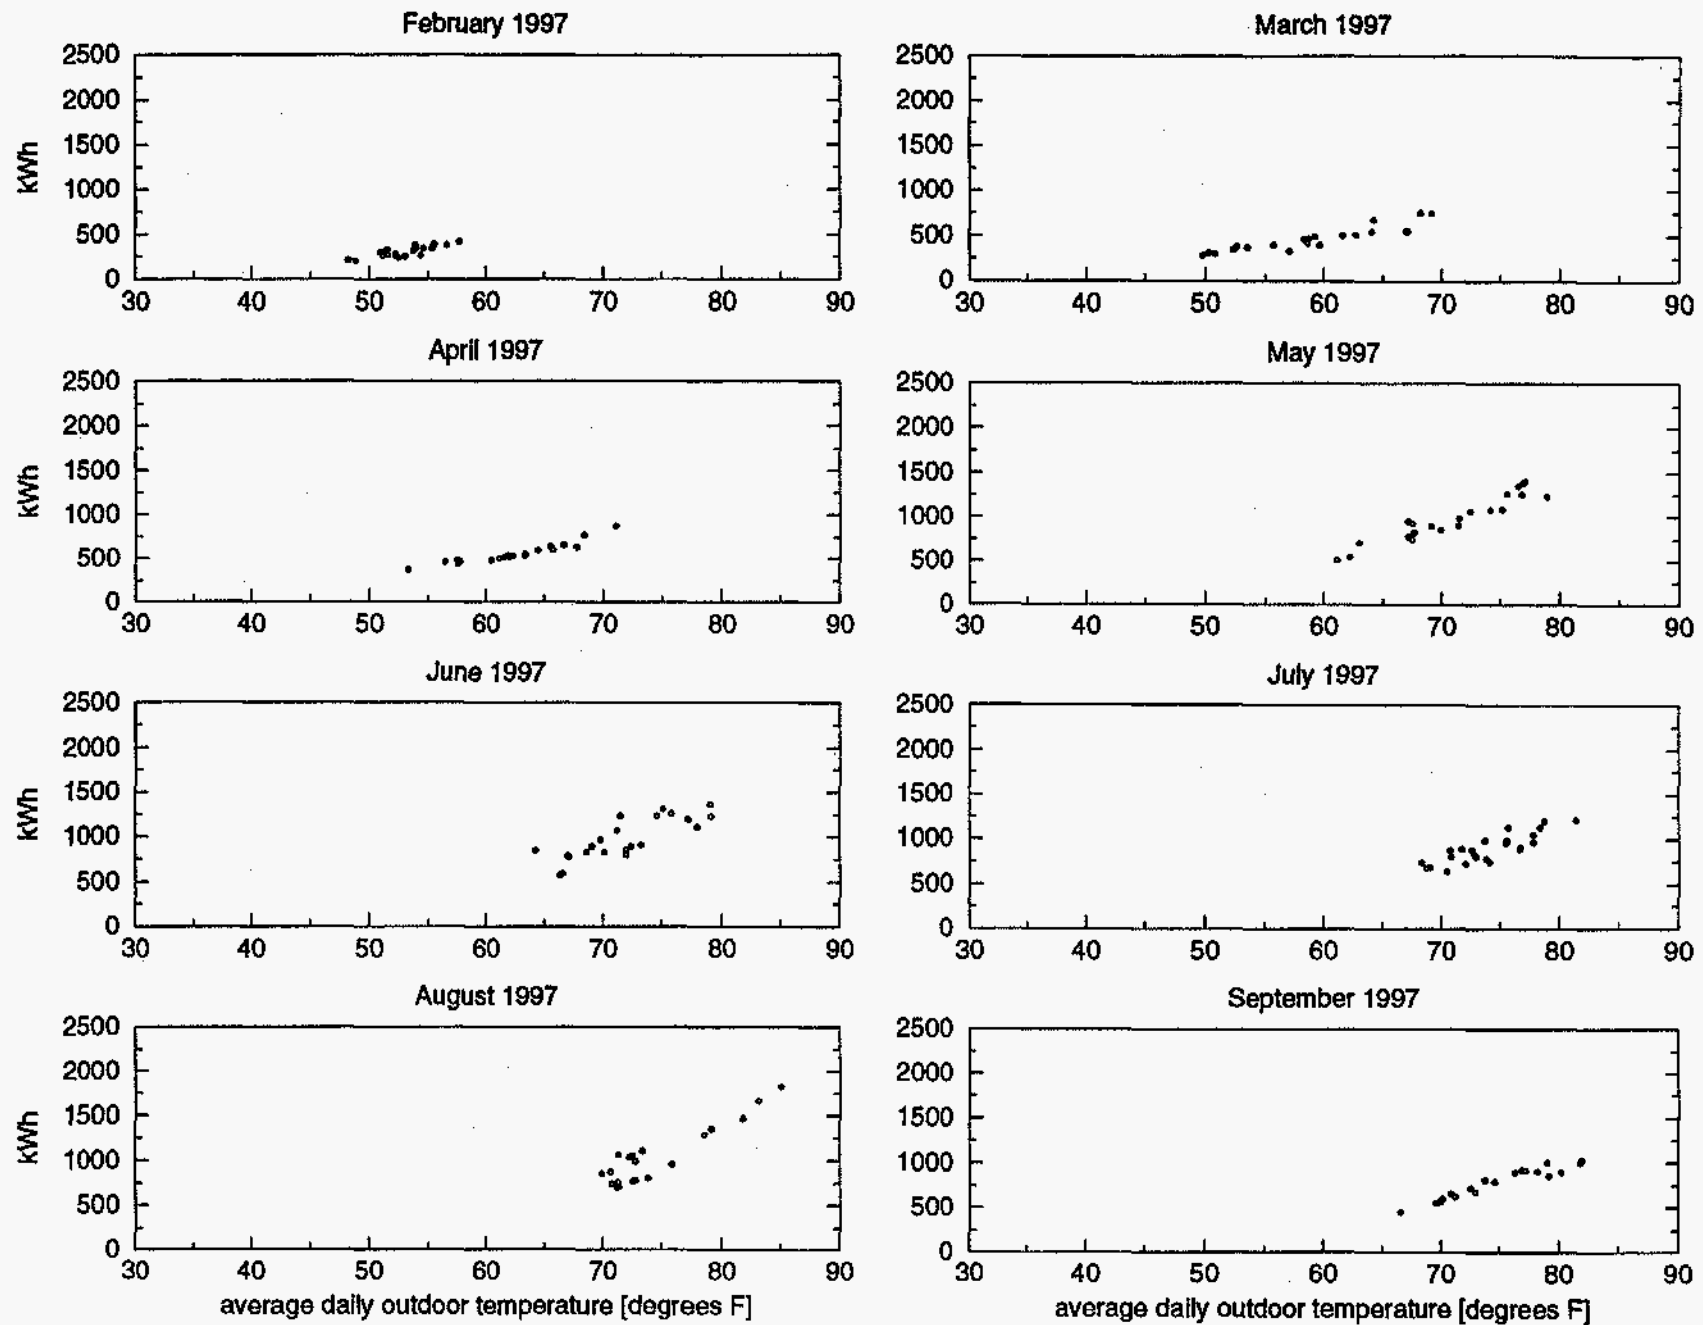 February 1997
2500
2000
1500
1000
500
0
kWh
30 40 50 60 70 80 90
March 1997
2500
2000
1500
1000
500
0
30 40 50 60 70 80 90
April 1997
2500
2000
1500
1000
500
0
kWh
30 40 50 60 70 80 90
May 1997
2500
2000
1500
1000
500
0
30 40 50 60 70 80 90
June 1997
2500
2000
1500
1000
500
0
kWh
30 40 50 60 70 80 90
July 1997
2500
2000
1500
1000
500
0
30 40 50 60 70 80 90
August 1997
2500
2000
1500
1000
500
0
kWh
30 40 50 60 70 80 90
average daily outdoor temperature [degrees F]
September 1997
2500
2000
1500
1000
500
0
30 40 50 60 70 80 90
average daily outdoor temperature [degrees F]